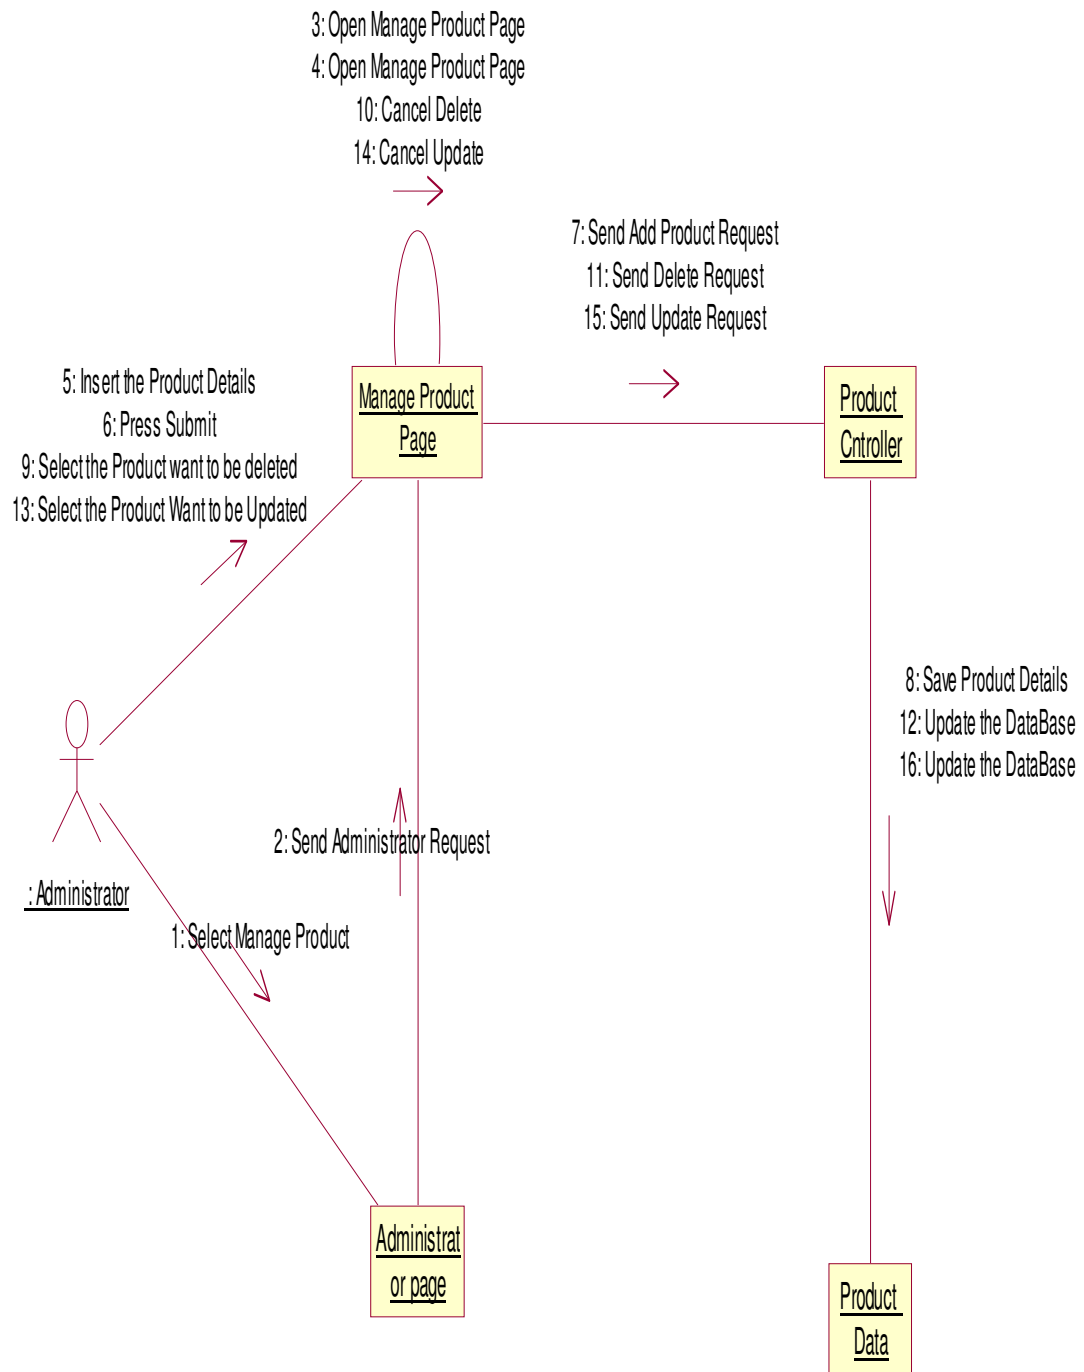 3: Open Manage Product Page
4: Open Manage Product Page
10: Cancel Delete
14: Cancel Update
7: Send Add Product Request
11: Send Delete Request
15: Send Update Request
5: Insert the Product Details
6: Press Submit
9: Select the Product want to be deleted
13: Select the Product Want to be Updated
Manage Product
Page
Product
Cntroller
8: Save Product Details
12: Update the DataBase
16: Update the DataBase
2: Send Administrator Request
: Administrator
1: Select Manage Product
Administrat
or page
Product
Data